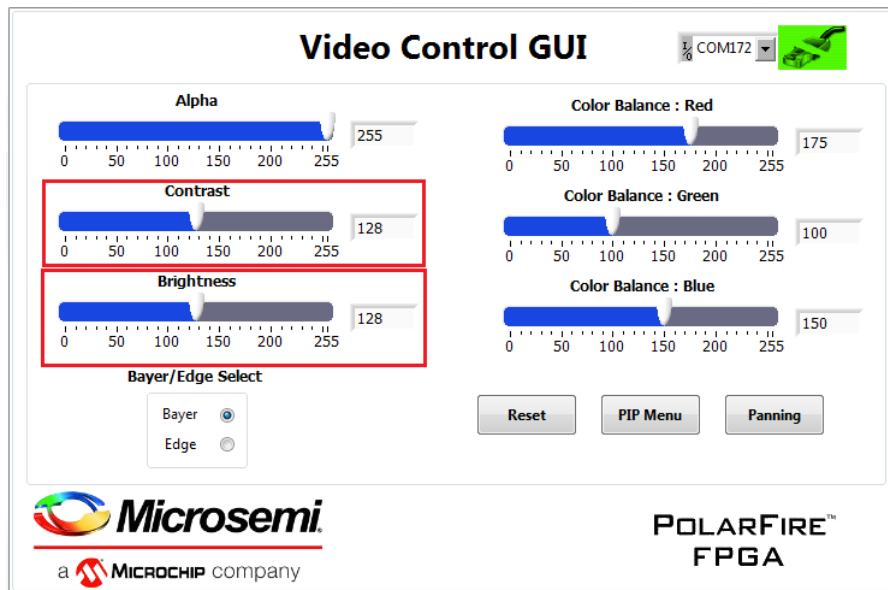 Video Control GUI
I/O COM172
Alpha
255
0 50 100 150 200 255
Contrast
128
0 50 100 150 200 255
Brightness
128
0 50 100 150 200 255
Bayer/Edge Select
Bayer
Edge
Color Balance : Red
175
0 50 100 150 200 255
Color Balance : Green
100
0 50 100 150 200 255
Color Balance : Blue
150
0 50 100 150 200 255
Reset PIP Menu Panning
Microsemi.
a MICROCHIP company
POLARFIRE™
FPGA